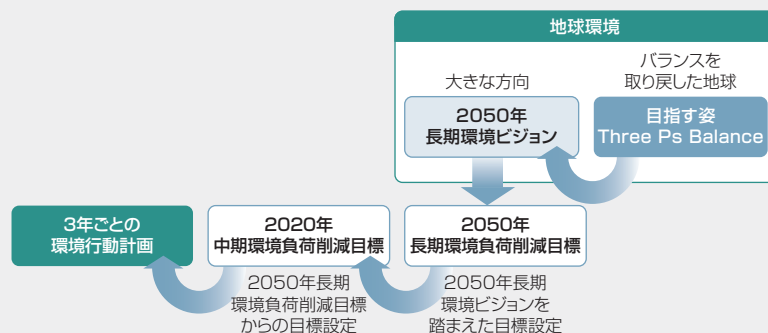 地球環境
大きな方向
バランスを
取り戻した地球
2050年
長期環境ビジョン
目指す姿
Three Ps Balance
3年ごとの
環境行動計画
2020年
中期環境負荷削減目標
2050年
長期環境負荷削減目標
2050年長期
環境負荷削減目標
からの目標設定
2050年長期
環境ビジョンを
踏まえた目標設定